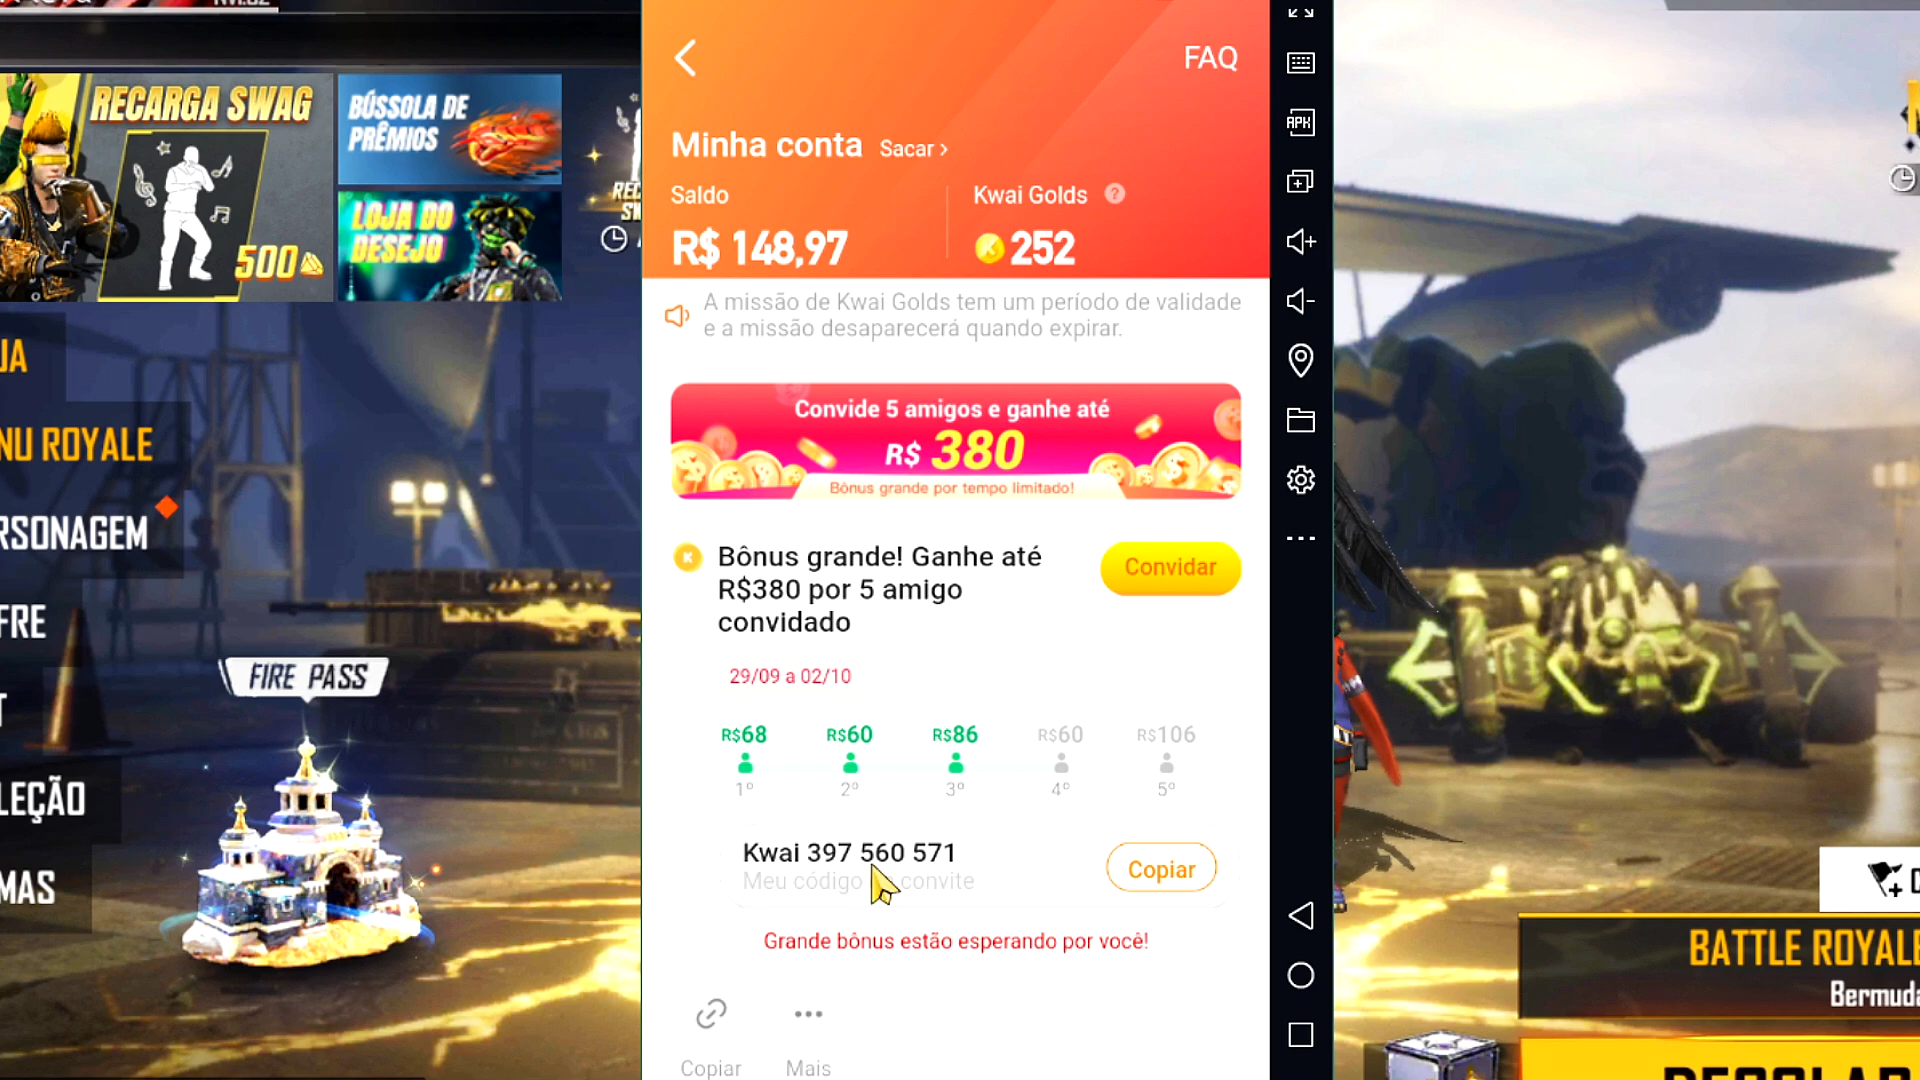 RECARGA SWAG
500
BÚSSOLA DE
PRÊMIOS
LOJA DO
DESEJO
FIRE PASS
FAQ
Minha conta Sacar ›
Saldo
Kwai Golds ?
R$ 148,97
252
A missão de Kwai Golds tem um período de validade
e a missão desaparecerá quando expirar.
Convide 5 amigos e ganhe até
R$ 380
Bônus grande por tempo limitado!
Bônus grande! Ganhe até
R$380 por 5 amigo
convidado
Convidar
29/09 a 02/10
R$68 R$60 R$86 R$60 R$106
1º 2º 3º 4º 5º
Kwai 397 560 571
Meu código convite
Copiar
Grande bônus estão esperando por você!
Copiar Mais
APK
JA
NU ROYALE
RSONAGEM
FRE
LEÇÃO
MAS
BATTLE ROYALE
Bermuda